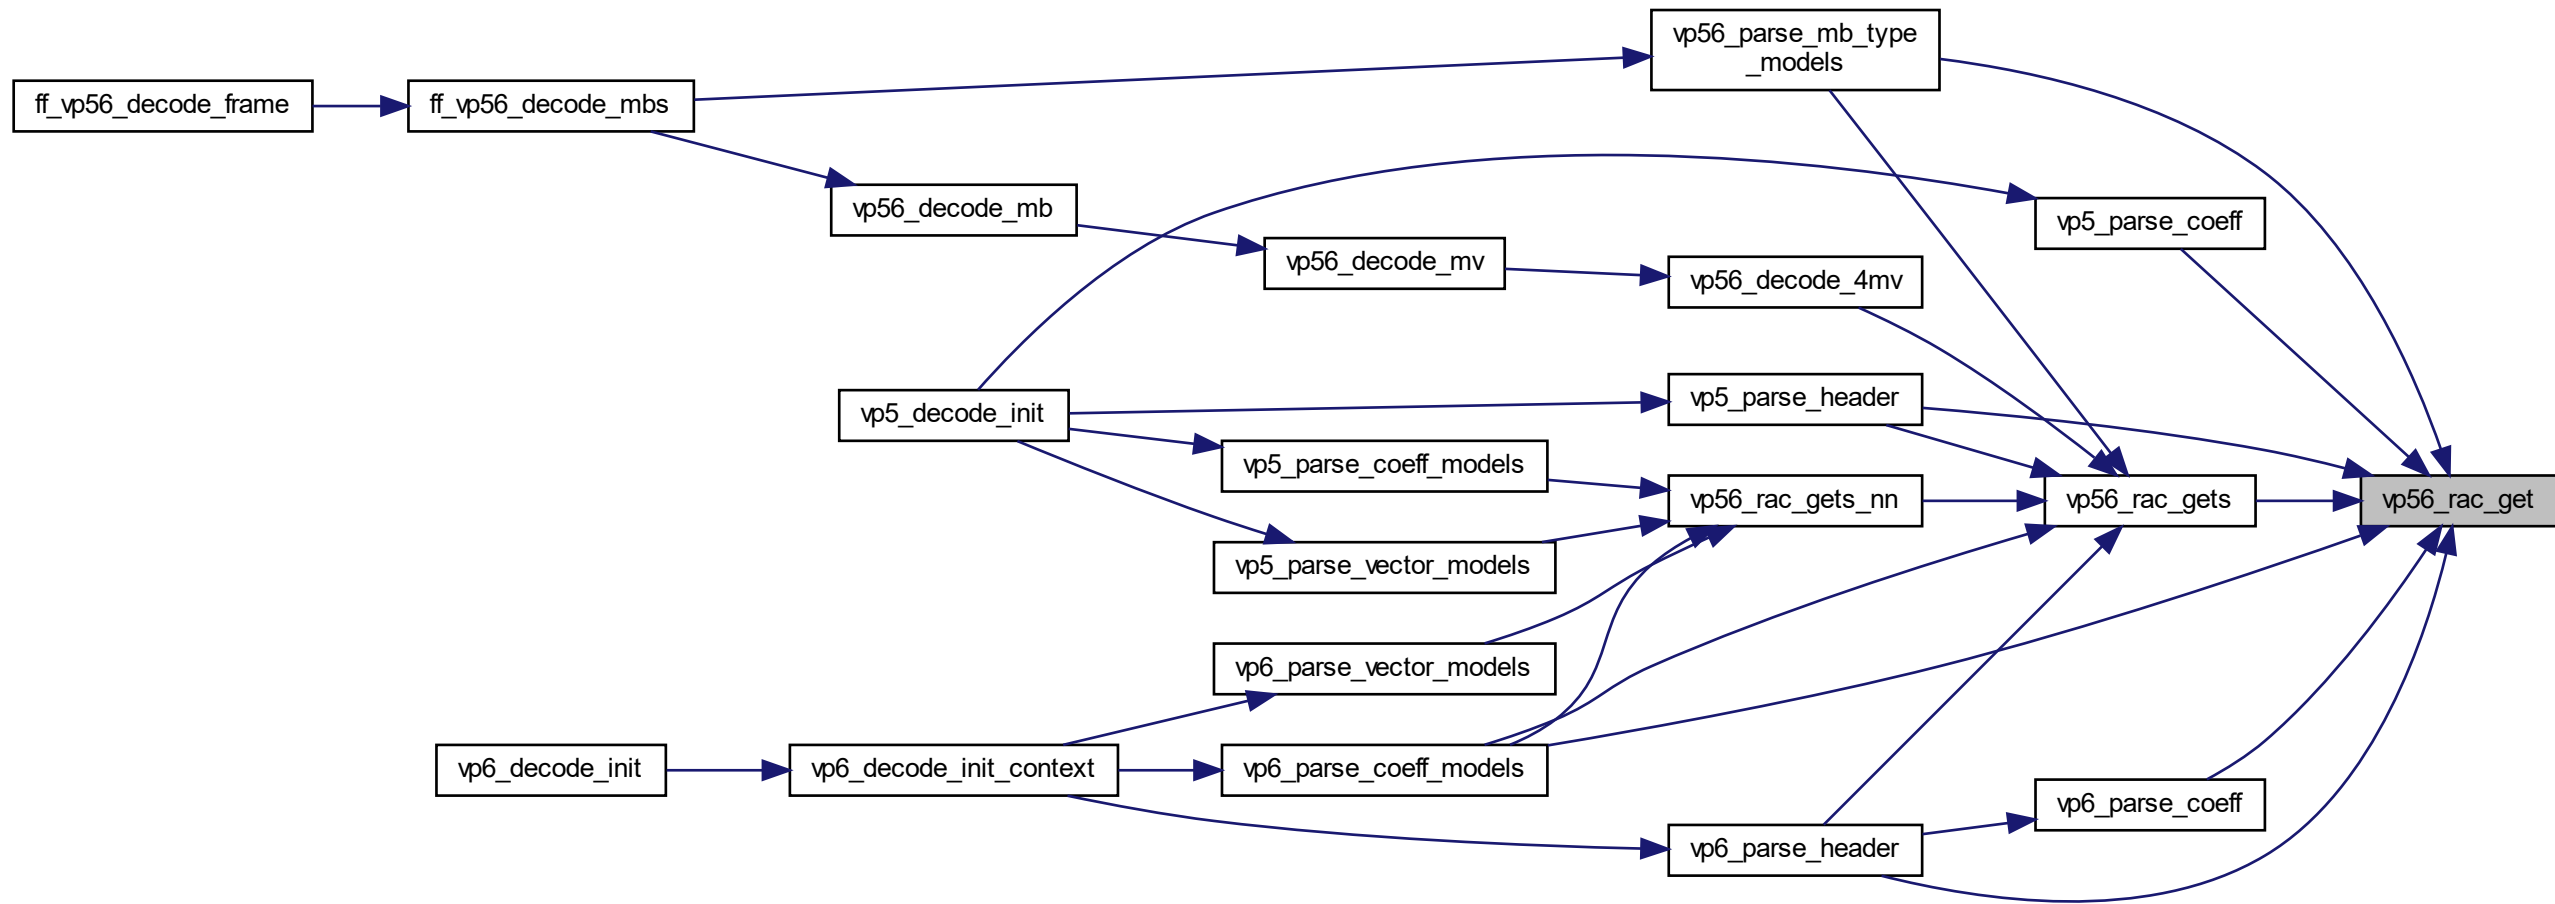 vp56_parse_mb_type
_models
ff_vp56_decode_frame
ff_vp56_decode_mbs
vp56_decode_mb
vp5_parse_coeff
vp56_decode_mv
vp56_decode_4mv
vp5_decode_init
vp5_parse_header
vp5_parse_coeff_models
vp56_rac_gets_nn
vp56_rac_gets
vp56_rac_get
vp5_parse_vector_models
vp6_parse_vector_models
vp6_decode_init
vp6_decode_init_context
vp6_parse_coeff_models
vp6_parse_coeff
vp6_parse_header